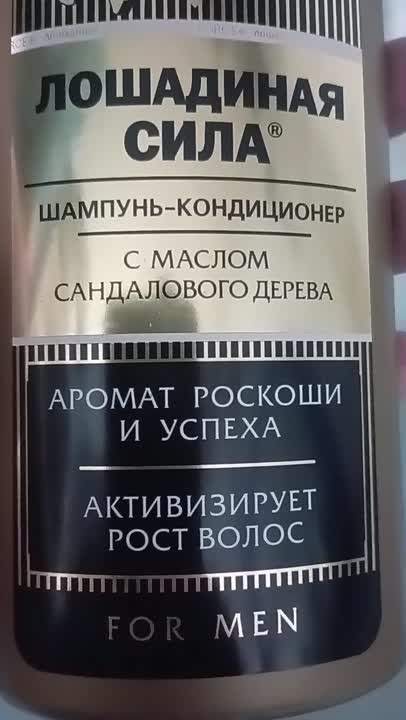 ЛОШАДИНАЯ
СИЛА®
ШАМПУНЬ-КОНДИЦИОНЕР
С МАСЛОМ
САНДАЛОВОГО ДЕРЕВА
АРОМАТ РОСКОШИ
И УСПЕХА
АКТИВИЗИРУЕТ
РОСТ ВОЛОС
FOR MEN